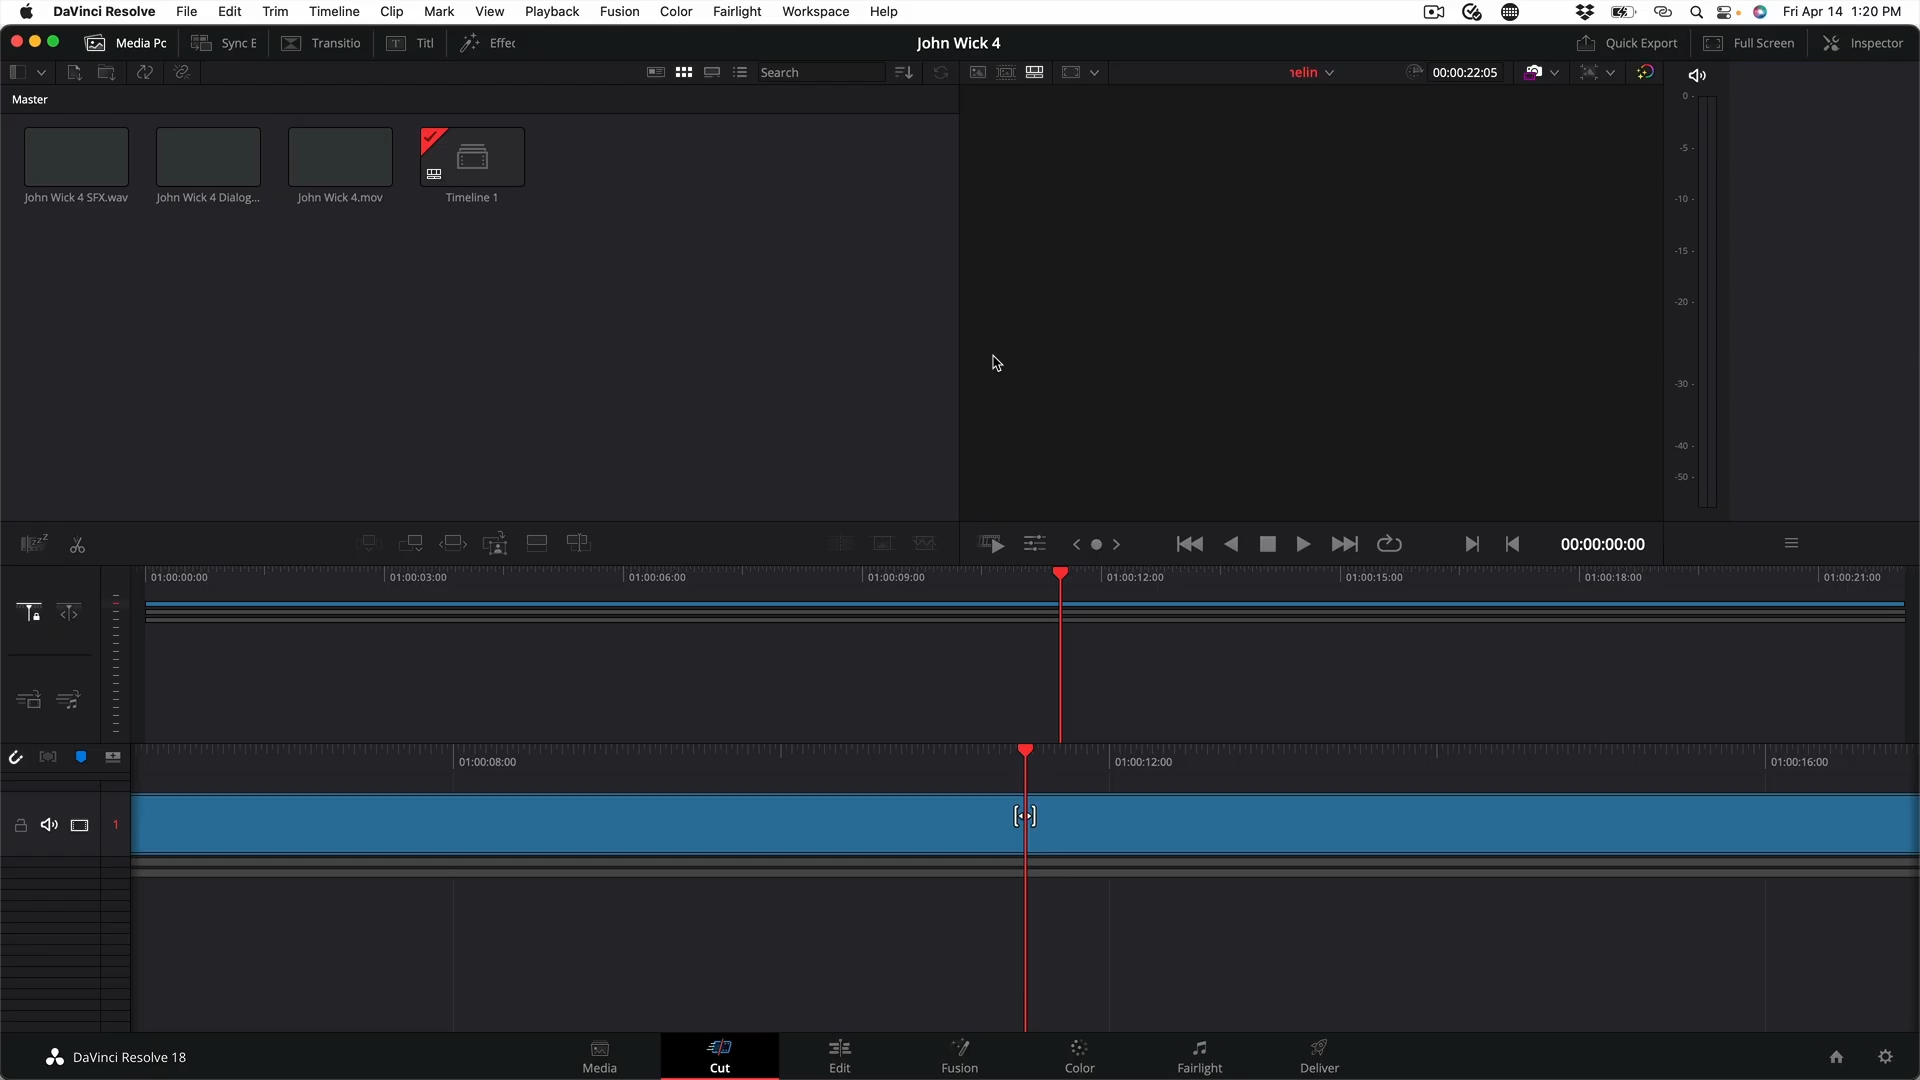 DaVinci Resolve File Edit Trim Timeline Clip Mark View Playback Fusion Color Fairlight Workspace Help Fri Apr 14 1:20 PM
Media Pc Sync E Transitio Titl Effec John Wick 4 Quick Export Full Screen Inspector
Search 00:00:22:05
Master
John Wick 4 SFX.wav John Wick 4 Dialog... John Wick 4.mov Timeline 1
0
-5
-10
-15
-20
-30
-40
-50
00:00:00:00
01:00:00:00 01:00:03:00 01:00:06:00 01:00:09:00 01:00:12:00 01:00:15:00 01:00:18:00 01:00:21:00
01:00:08:00 01:00:12:00 01:00:16:00
1
DaVinci Resolve 18 Media Cut Edit Fusion Color Fairlight Deliver